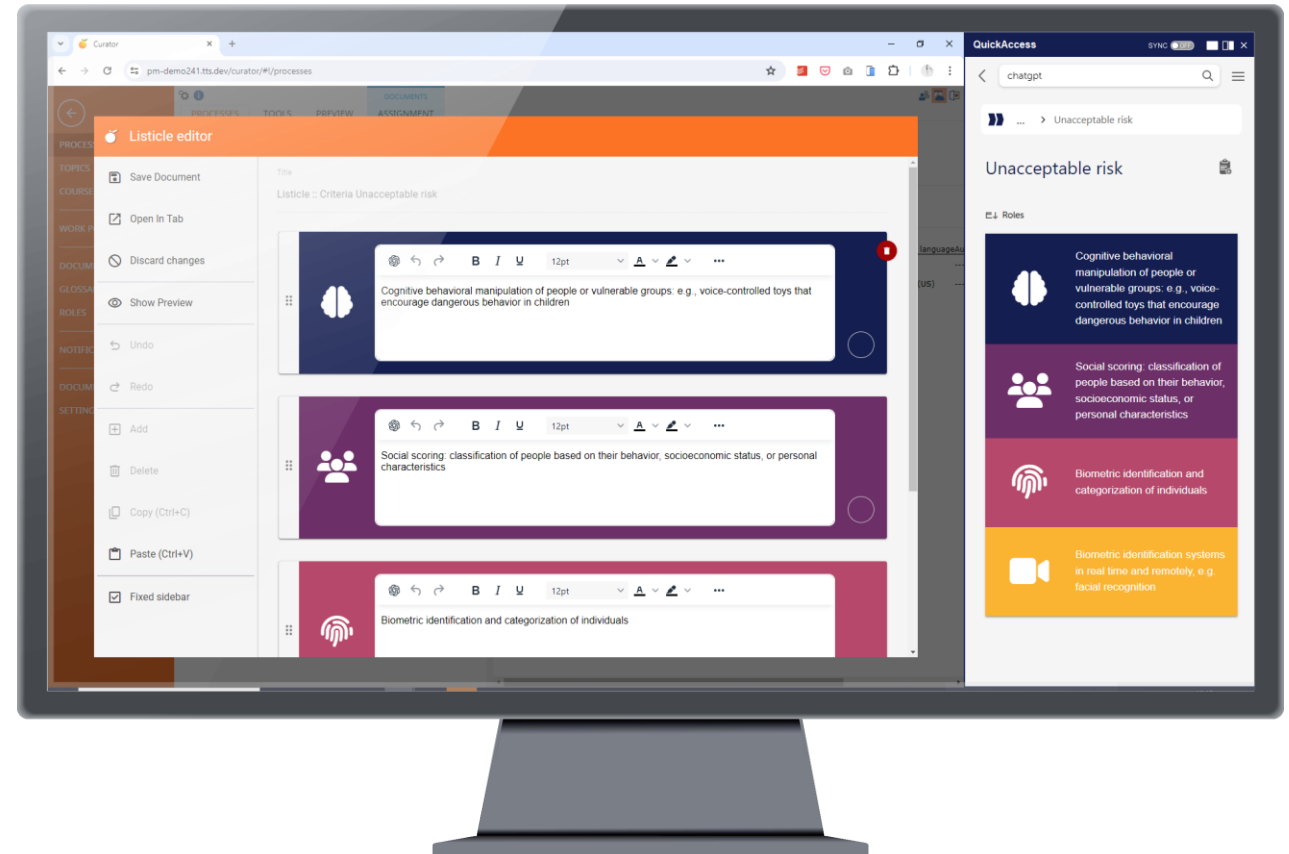 Curator
pm-demo241.tts.dev/curator/#!/processes
DOCUMENTS
PROCESSES TOOLS PREVIEW ASSIGNMENT
Listicle editor
TOPICS
SETTING
Save Document
Open In Tab
Discard changes
Show Preview
Undo
Redo
Add
Delete
Copy (Ctrl+C)
Paste (Ctrl+V)
Fixed sidebar
Title
Listicle :: Criteria Unacceptable risk
B I U 12pt A
Cognitive behavioral manipulation of people or vulnerable groups: e.g., voice-controlled toys that
encourage dangerous behavior in children
B I U 12pt A
Social scoring: classification of people based on their behavior, socioeconomic status, or personal
characteristics
B I U 12pt A
Biometric identification and categorization of individuals
QuickAccess SYNC OFF
chatgpt
... > Unacceptable risk
Unacceptable risk
Roles
Cognitive behavioral
manipulation of people or
vulnerable groups: e.g., voice-
controlled toys that encourage
dangerous behavior in children
Social scoring: classification of
people based on their behavior,
socioeconomic status, or
personal characteristics
Biometric identification and
categorization of individuals
Biometric identification systems
in real time and remotely, e.g.
facial recognition